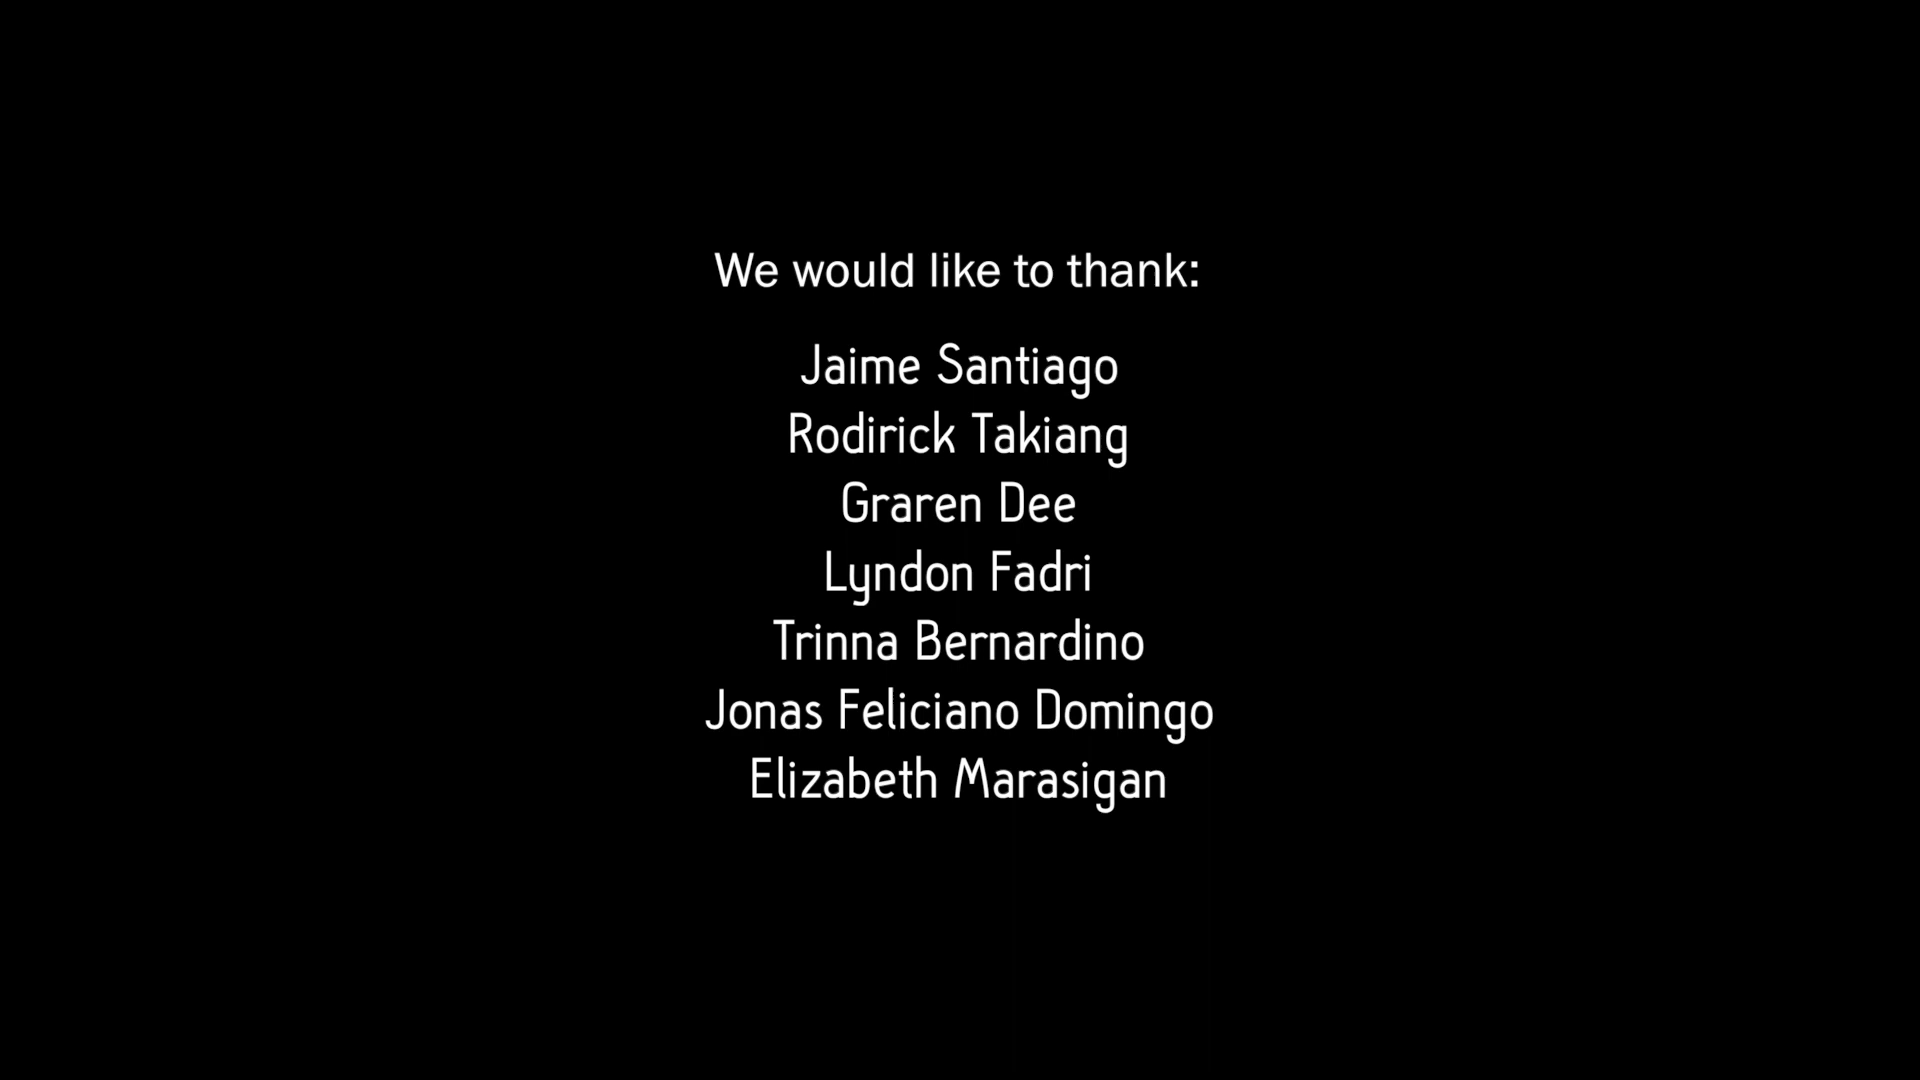 We would like to thank:
Jaime Santiago
Rodirick Takiang
Graren Dee
Lyndon Fadri
Trinna Bernardino
Jonas Feliciano Domingo
Elizabeth Marasigan